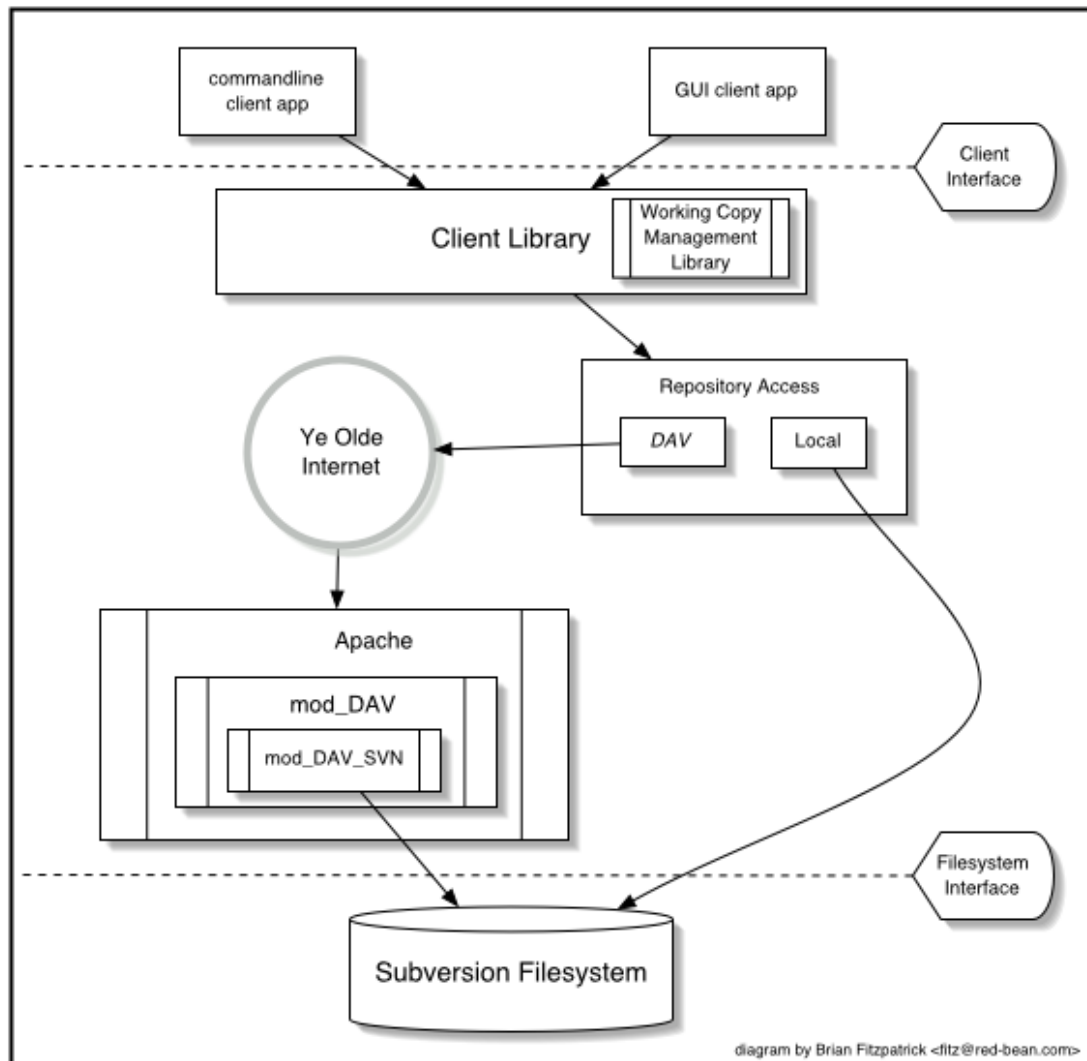 commandline
client app
GUI client app
Client
Interface
Client Library
Working Copy
Management
Library
Repository Access
DAV
Local
Ye Olde
Internet
Apache
mod_DAV
mod_DAV_SVN
Filesystem
Interface
Subversion Filesystem
diagram by Brian Fitzpatrick <fitz@red-bean.com>